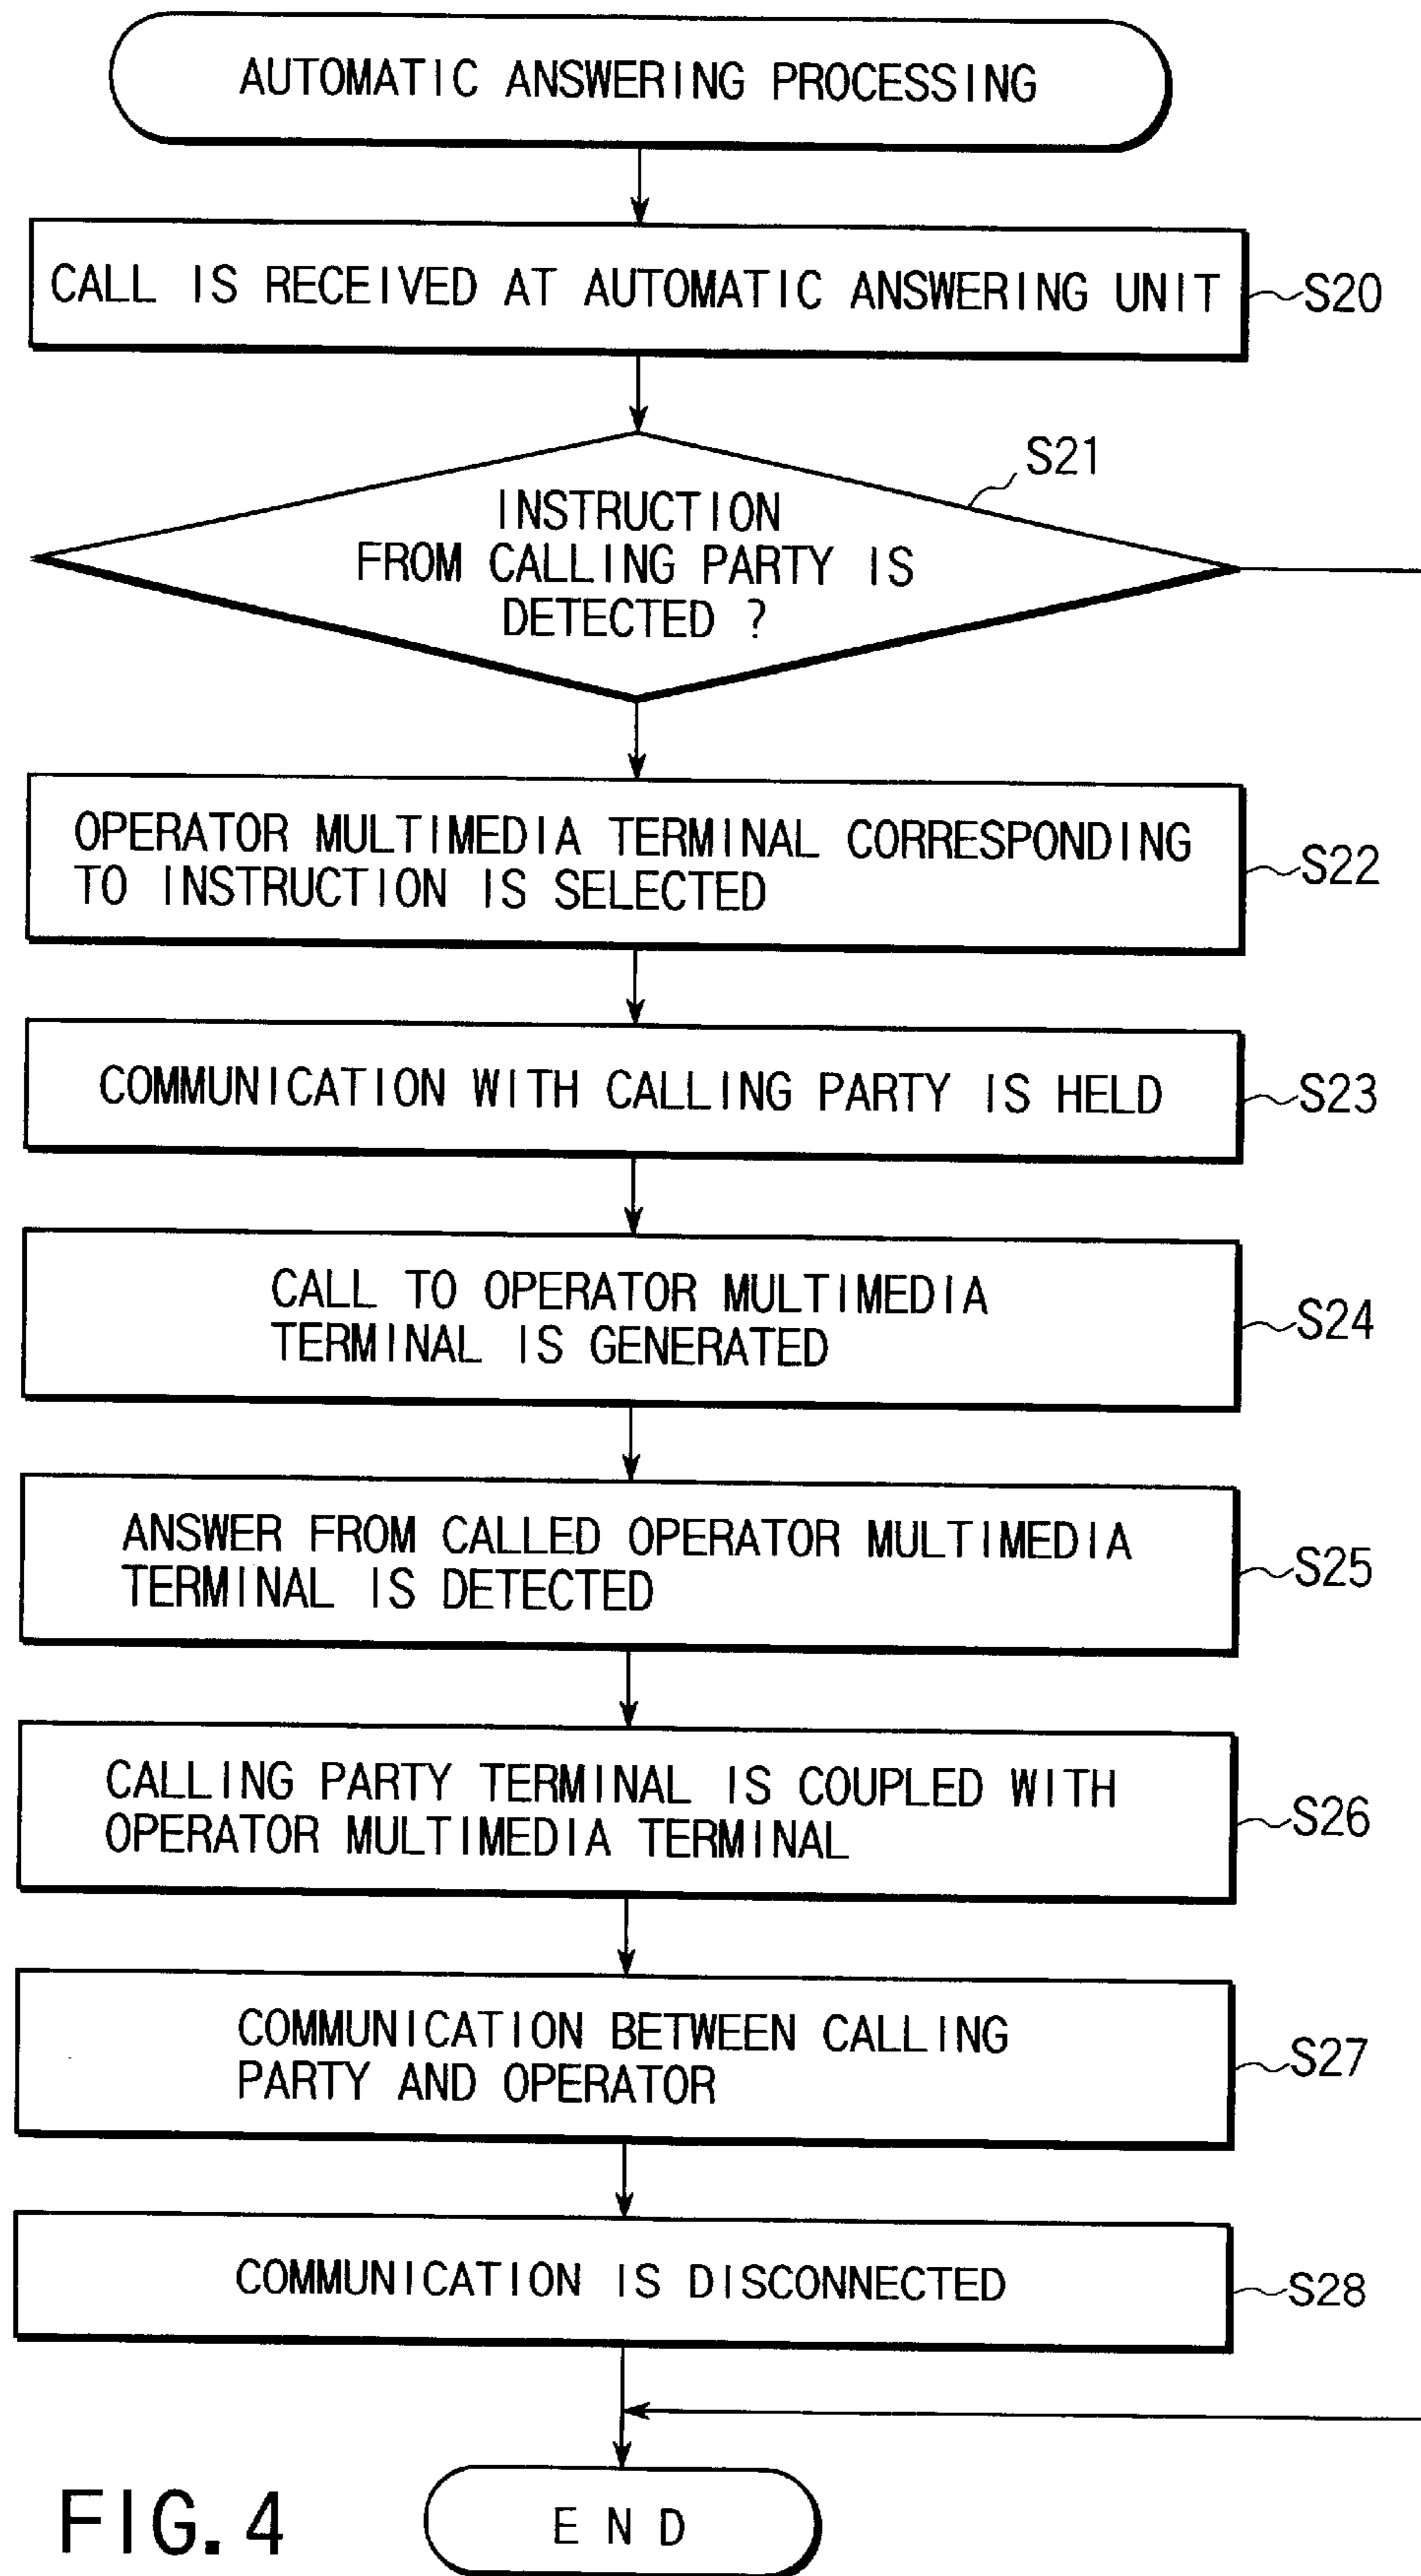 AUTOMATIC ANSWERING PROCESSING
CALL IS RECEIVED AT AUTOMATIC ANSWERING UNIT
S20
S21
INSTRUCTION
FROM CALLING PARTY IS
DETECTED ?
OPERATOR MULTIMEDIA TERMINAL CORRESPONDING
TO INSTRUCTION IS SELECTED
S22
COMMUNICATION WITH CALLING PARTY IS HELD
S23
CALL TO OPERATOR MULTIMEDIA
TERMINAL IS GENERATED
S24
ANSWER FROM CALLED OPERATOR MULTIMEDIA
TERMINAL IS DETECTED
S25
CALLING PARTY TERMINAL IS COUPLED WITH
OPERATOR MULTIMEDIA TERMINAL
S26
COMMUNICATION BETWEEN CALLING
PARTY AND OPERATOR
S27
COMMUNICATION IS DISCONNECTED
S28
END
FIG. 4